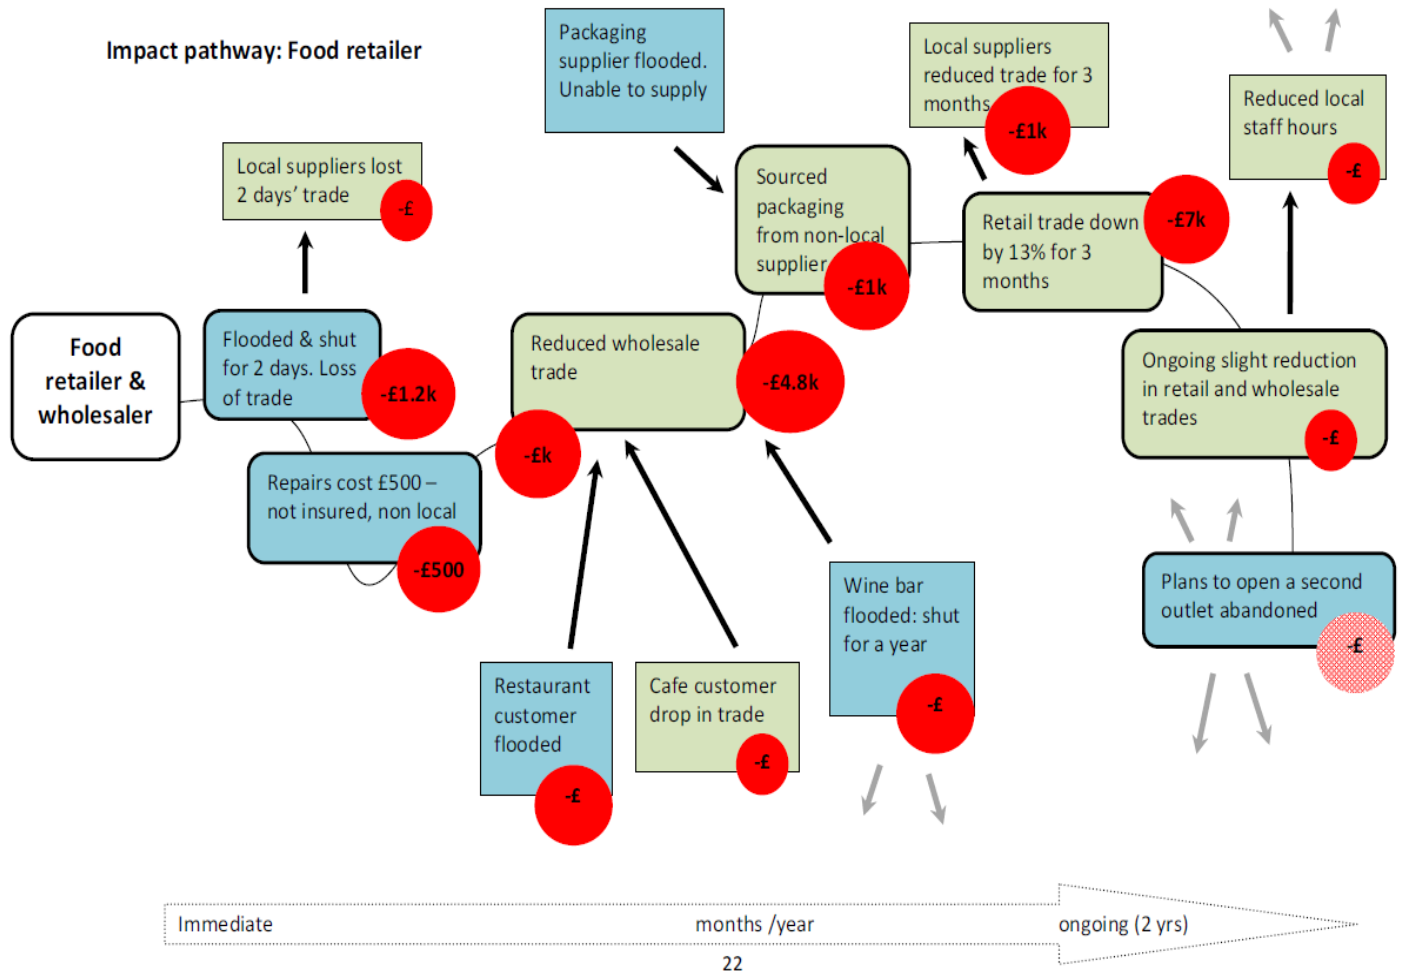 Impact pathway: Food retailer
Packaging
supplier flooded.
Unable to supply
Local suppliers
reduced trade for 3
months
-£1k
Reduced local
staff hours
-£
Local suppliers lost
2 days’ trade
-£
Sourced
packaging
from non-local
supplier
-£1k
Retail trade down
by 13% for 3
months
-£7k
Food
retailer &
wholesaler
Flooded & shut
for 2 days. Loss
of trade
-£1.2k
Reduced wholesale
trade
-£4.8k
-£k
Ongoing slight reduction
in retail and wholesale
trades
-£
Repairs cost £500 –
not insured, non local
-£500
Plans to open a second
outlet abandoned
-£
Wine bar
flooded: shut
for a year
-£
Restaurant
customer
flooded
-£
Cafe customer
drop in trade
-£
Immediate
months /year
ongoing (2 yrs)
22